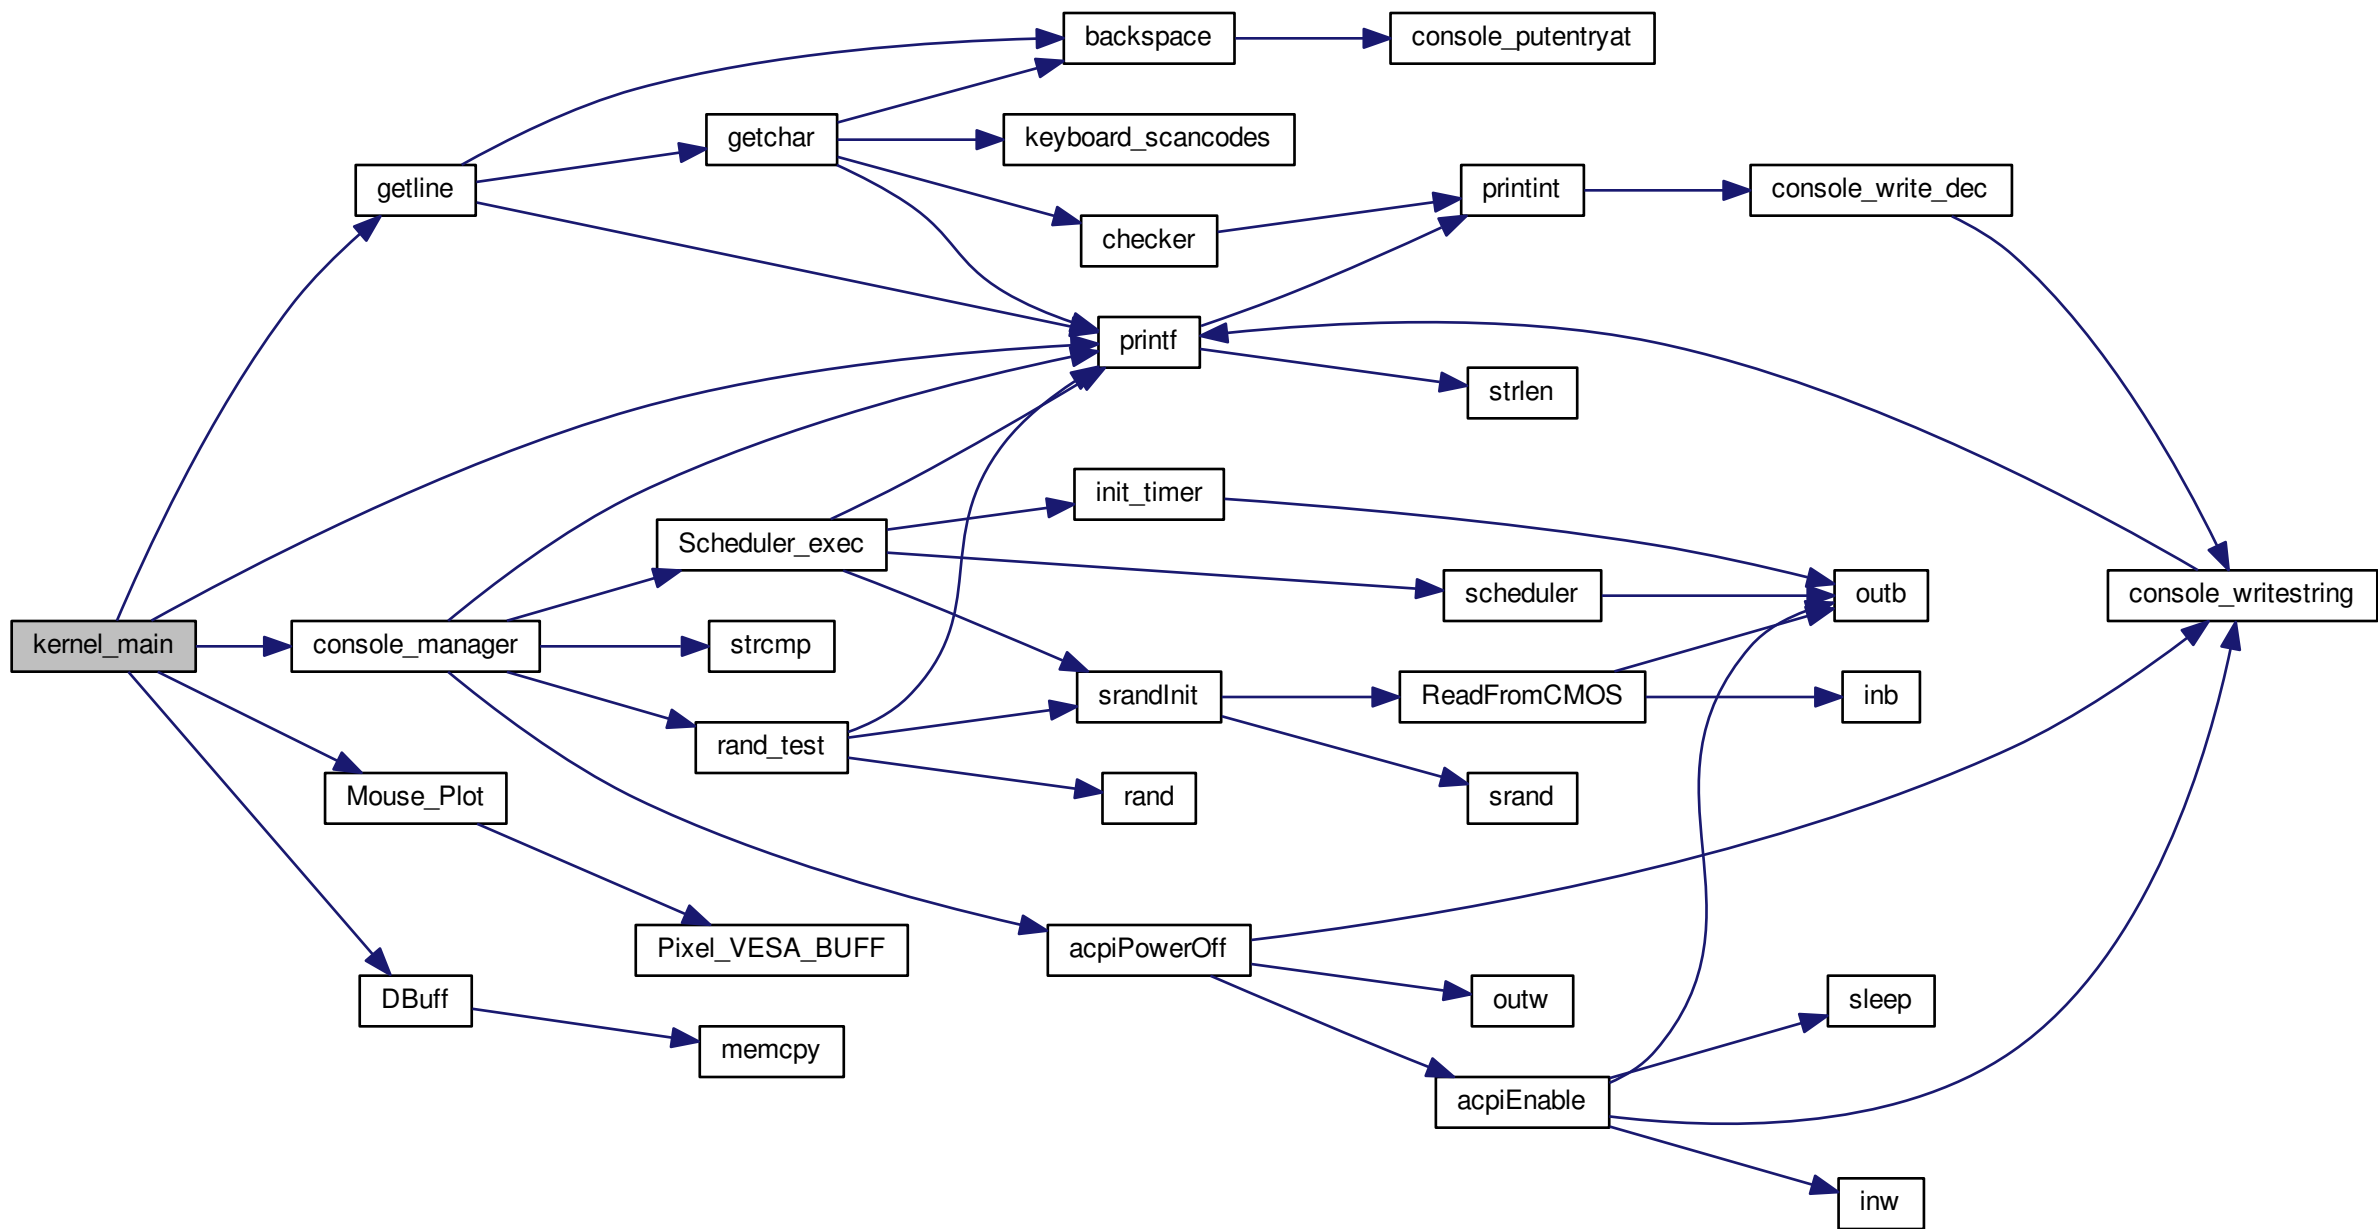 backspace
console_putentryat
getchar
keyboard_scancodes
getline
printint
console_write_dec
checker
printf
strlen
init_timer
Scheduler_exec
scheduler
outb
console_writestring
kernel_main
console_manager
strcmp
srandInit
ReadFromCMOS
inb
rand_test
Mouse_Plot
rand
srand
Pixel_VESA_BUFF
acpiPowerOff
DBuff
outw
sleep
memcpy
acpiEnable
inw